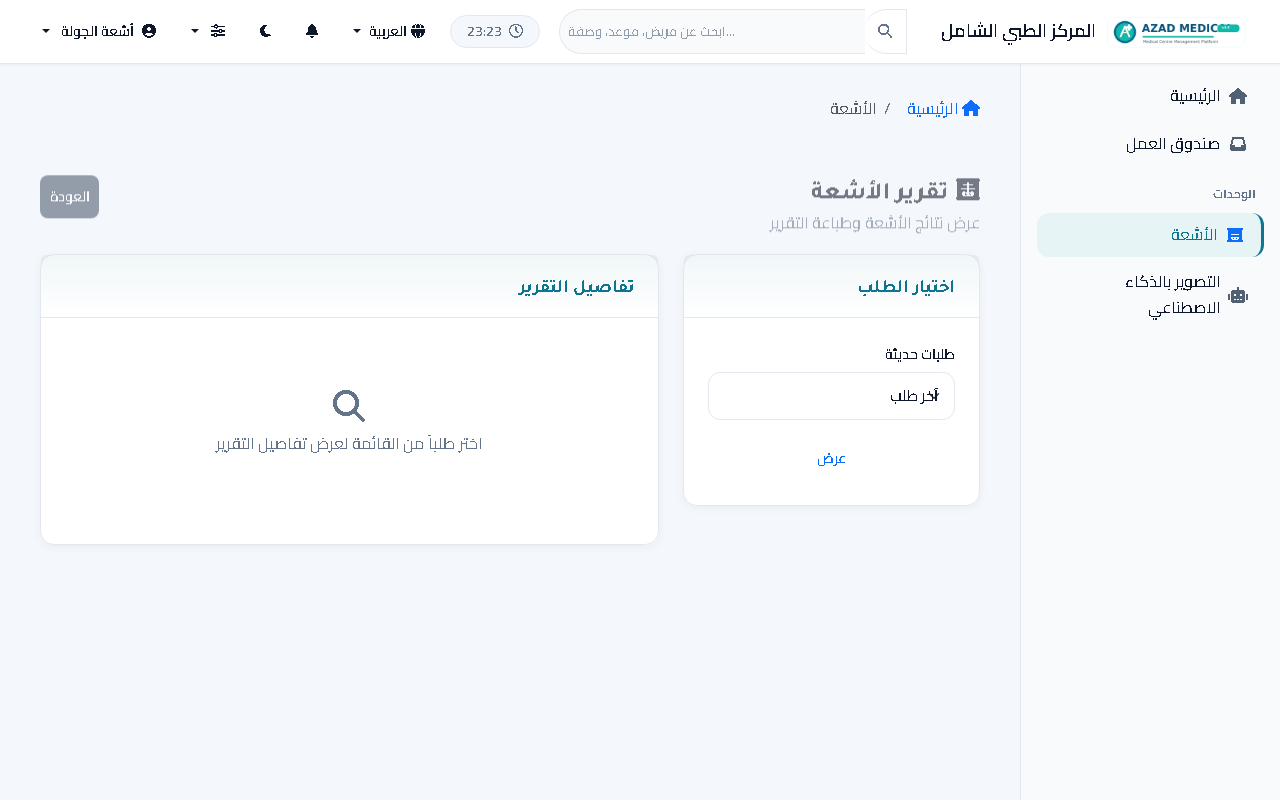 AZAD MEDIC
Medical Centre Management Platform
المركز الطبي الشامل
ابحث عن مريض، موعد، وصفة...
23:23
العربية
أشعة الجولة
الرئيسية
صندوق العمل
الوحدات
الأشعة
التصوير بالذكاء
الاصطناعي
الرئيسية / الأشعة
تقرير الأشعة
عرض نتائج الأشعة وطباعة التقرير
العودة
اختيار الطلب
طلبات حديثة
آخر طلب
عرض
تفاصيل التقرير
اختر طلباً من القائمة لعرض تفاصيل التقرير